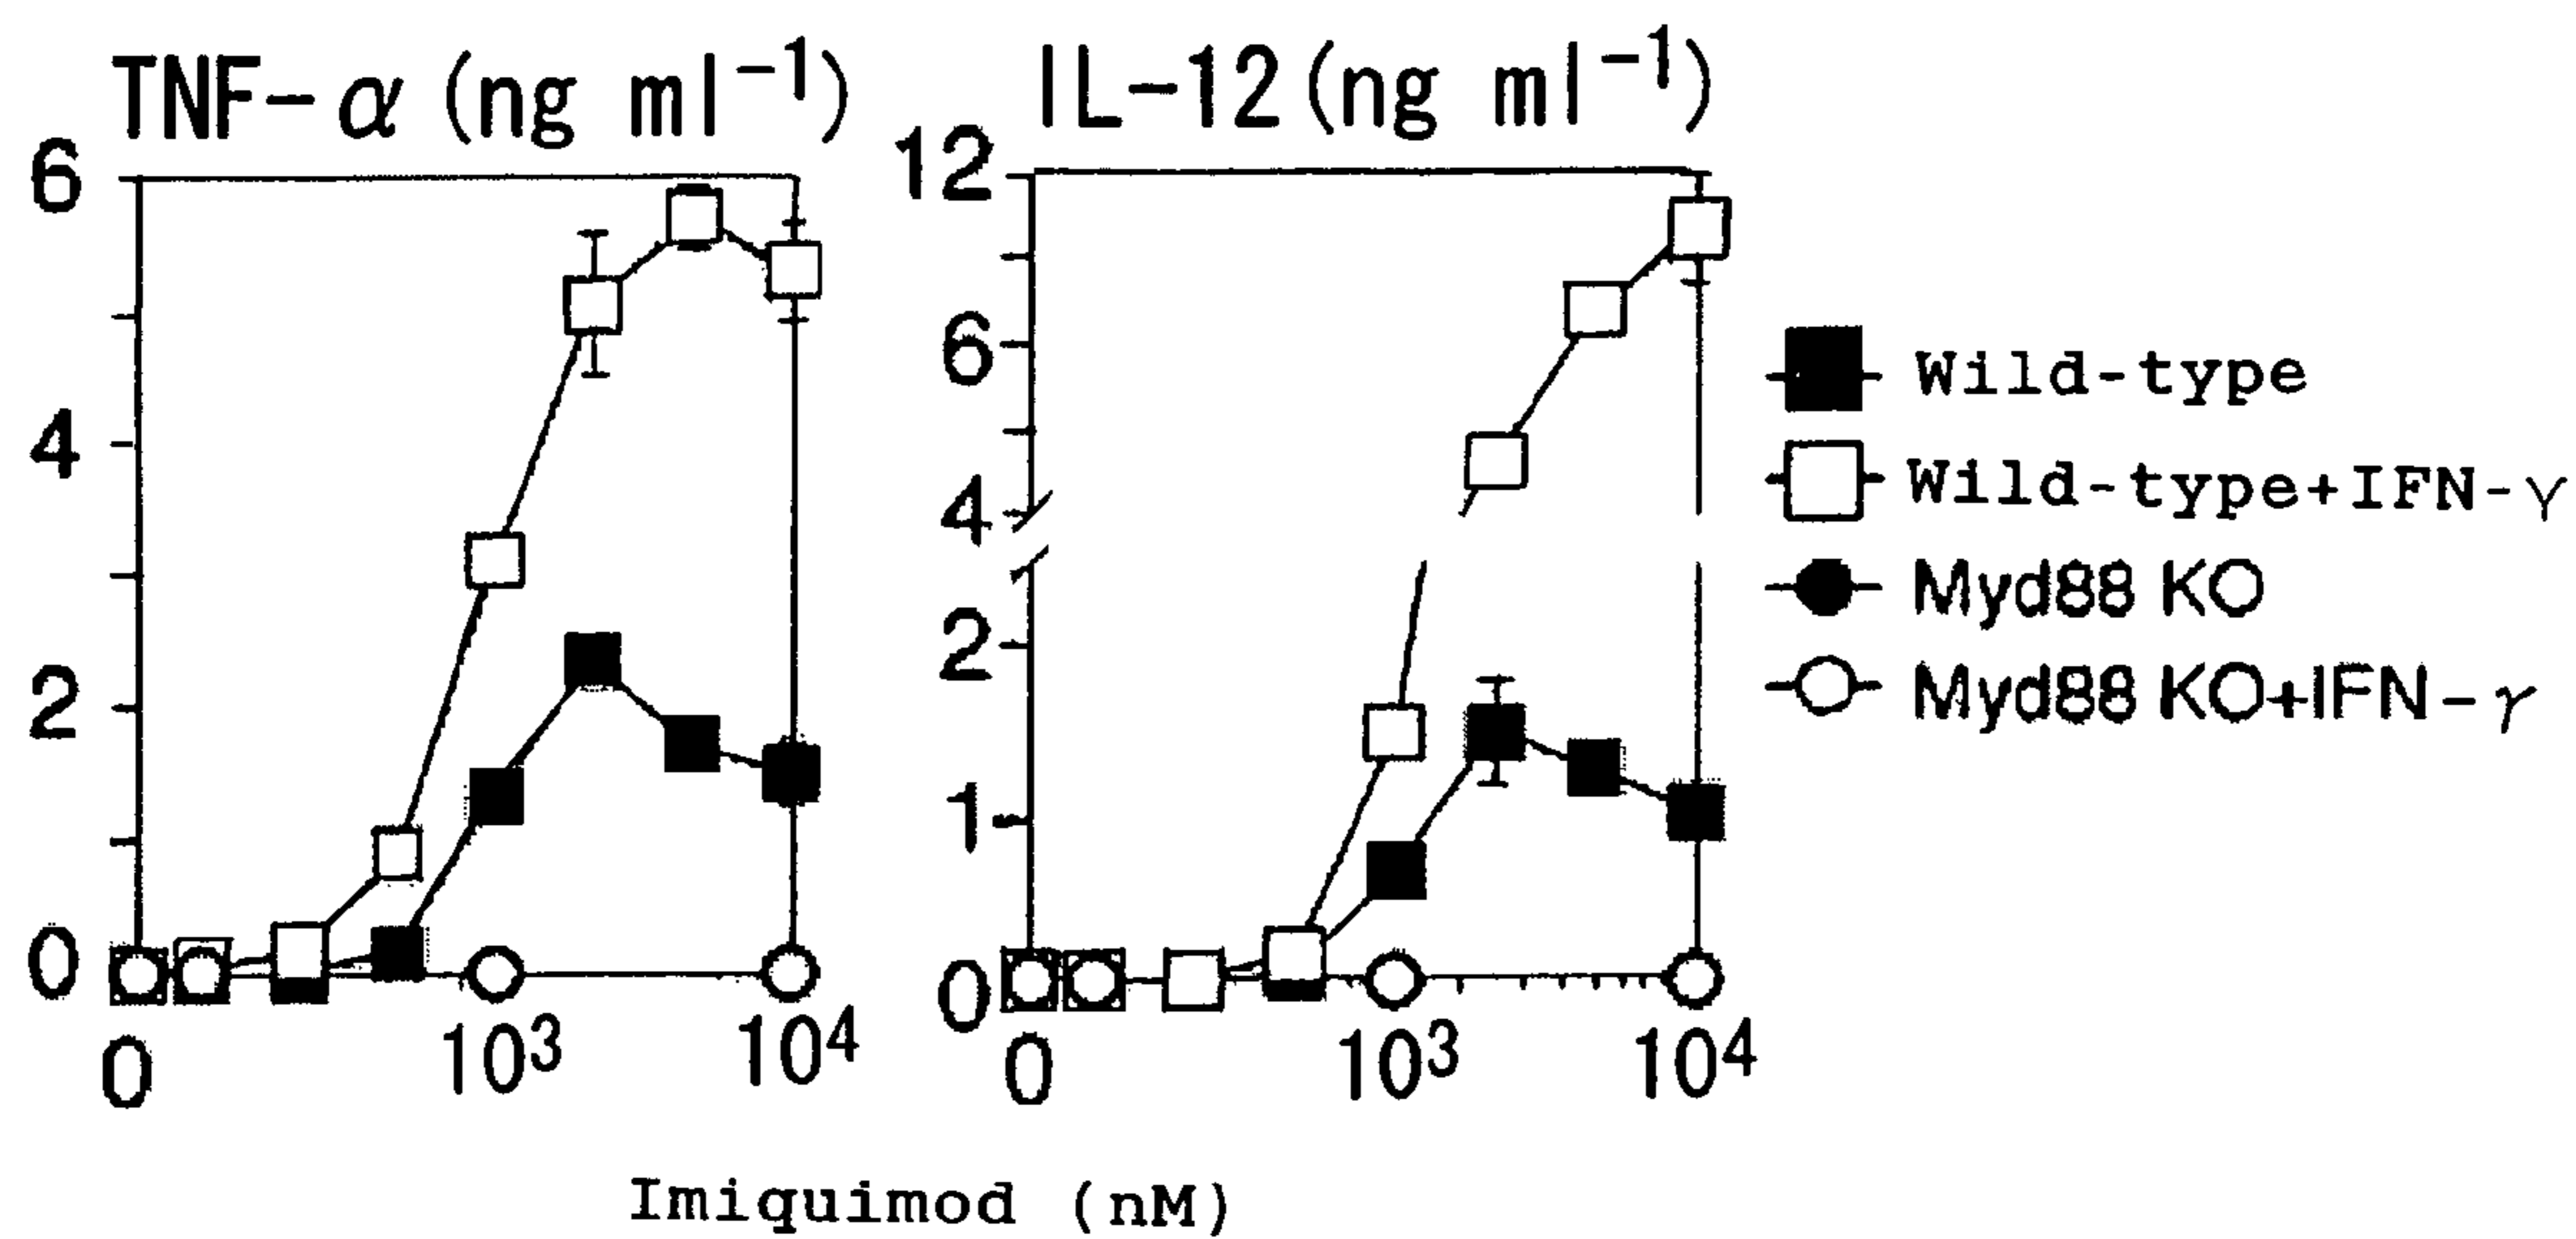 TNF-α (ng ml⁻¹)
6
4
2
0
0
10³
10⁴
IL-12 (ng ml⁻¹)
12
6
4
2
1
0
0
10³
10⁴
Wild-type
Wild-type+IFN-γ
Myd88 KO
Myd88 KO+IFN-γ
Imiquimod (nM)